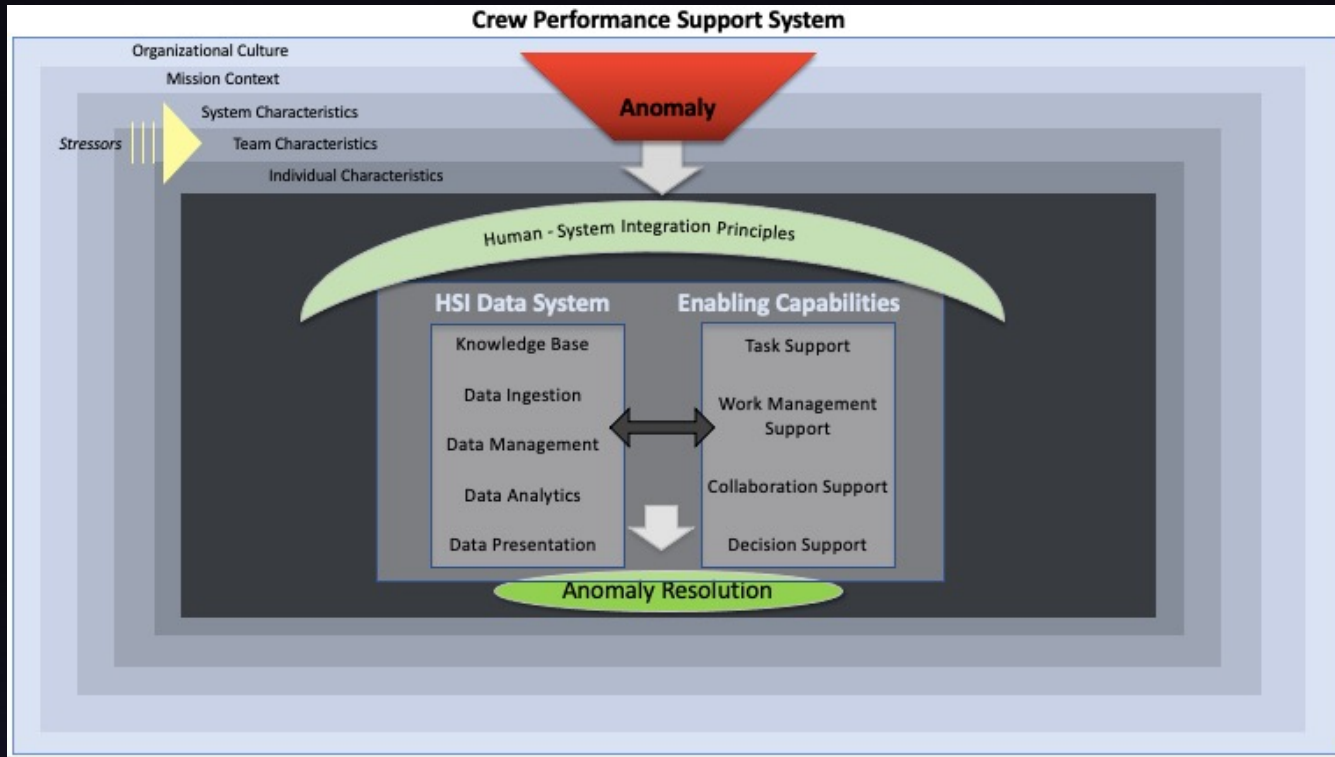 Crew Performance Support System
Organizational Culture
Mission Context
System Characteristics
Anomaly
Stressors
Team Characteristics
Individual Characteristics
Human - System Integration Principles
HSI Data System
Knowledge Base
Data Ingestion
Data Management
Data Analytics
Data Presentation
Enabling Capabilities
Task Support
Work Management
Support
Collaboration Support
Decision Support
Anomaly Resolution